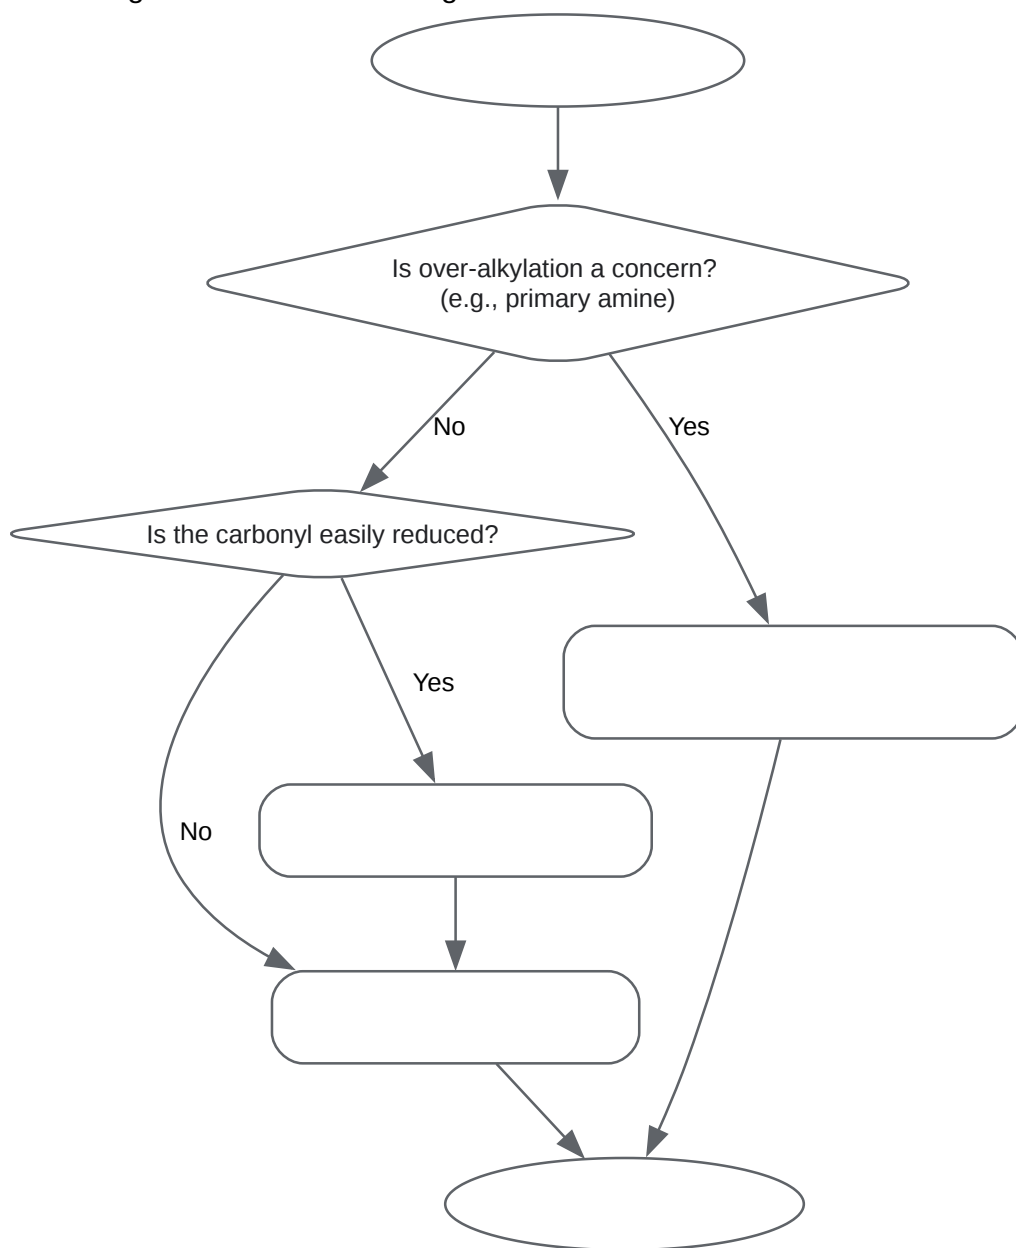 Is over-alkylation a concern?
(e.g., primary amine)
No
Yes
Is the carbonyl easily reduced?
Yes
No